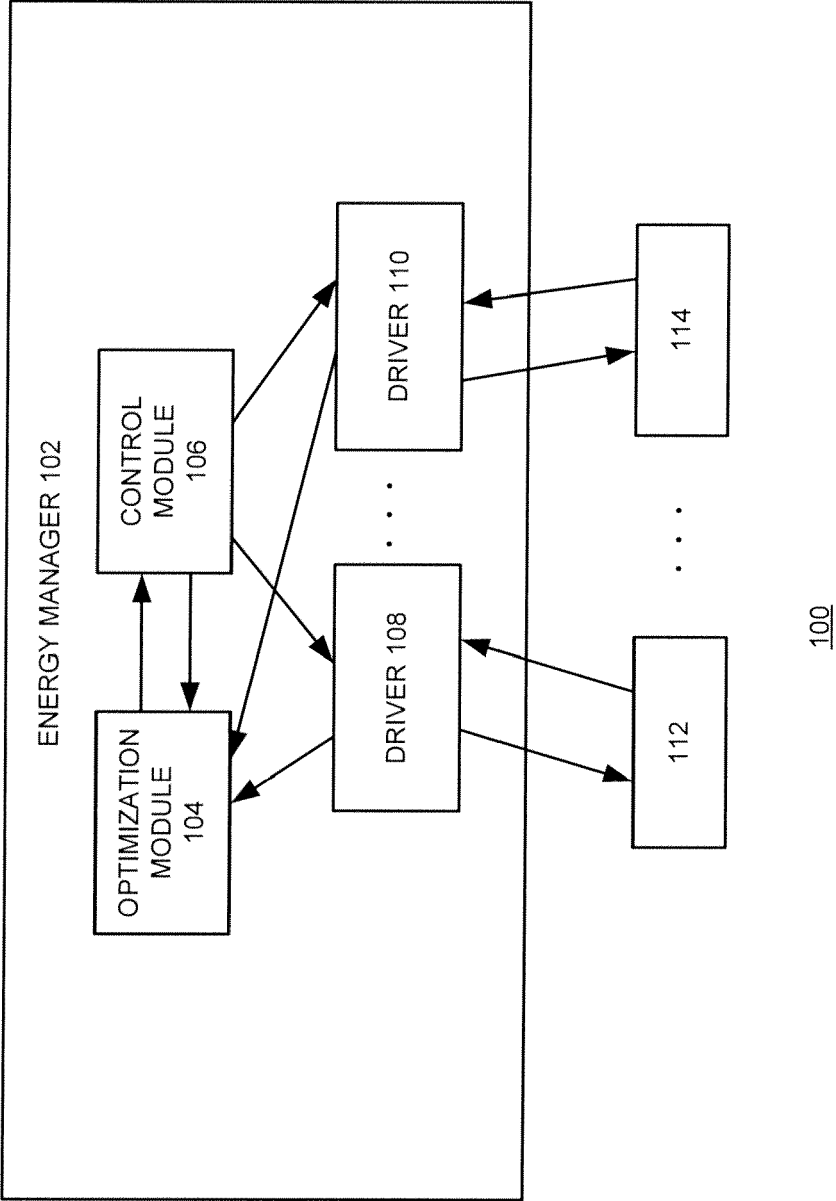 ENERGY MANAGER 102
OPTIMIZATION
MODULE
104
CONTROL
MODULE
106
DRIVER 108
. . .
DRIVER 110
112
. . .
114
100